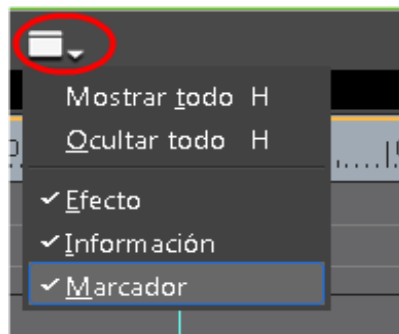 Mostrar todo H
Ocultar todo H
Efecto
Información
Marcador